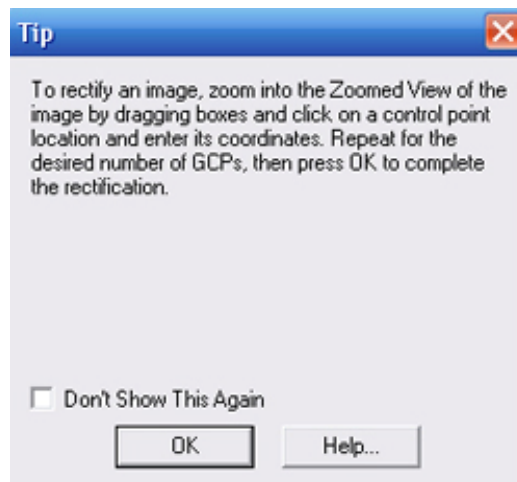 Tip
To rectify an image, zoom into the Zoomed View of the
image by dragging boxes and click on a control point
location and enter its coordinates. Repeat for the
desired number of GCPs, then press OK to complete
the rectification.
Don't Show This Again
OK Help...